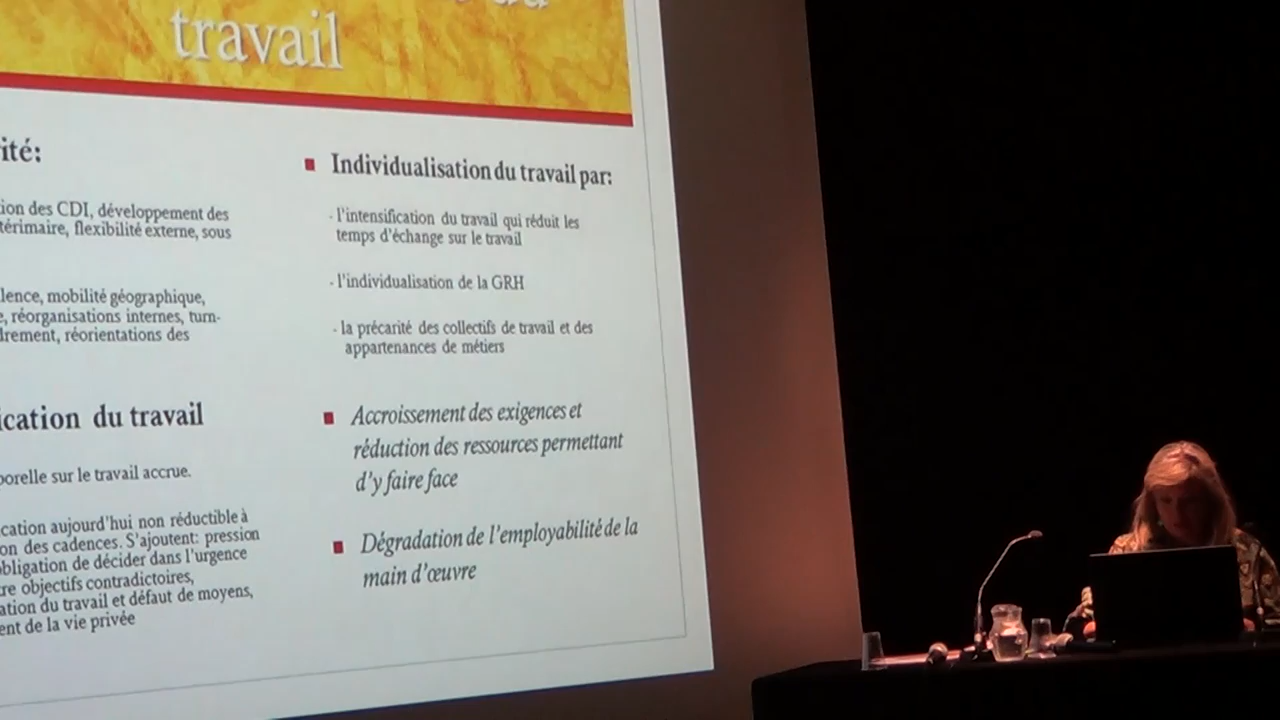 travail
ité:
ion des CDI, développement des
térimaire, flexibilité externe, sous
lence, mobilité géographique,
e, réorganisations internes, turn-
drement, réorientations des
ication du travail
porelle sur le travail accrue.
cation aujourd'hui non réductible à
on des cadences. S'ajoutent: pression
obligation de décider dans l'urgence
re objectifs contradictoires,
ation du travail et défaut de moyens,
ent de la vie privée
Individualisation du travail par:
- l'intensification du travail qui réduit les
temps d'échange sur le travail
- l'individualisation de la GRH
- la précarité des collectifs de travail et des
appartenances de métiers
Accroissement des exigences et
réduction des ressources permettant
d'y faire face
Dégradation de l'employabilité de la
main d'œuvre